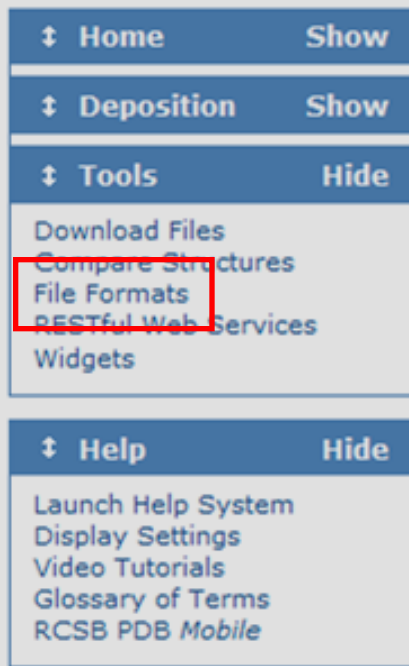 ↕ Home Show
↕ Deposition Show
↕ Tools Hide
Download Files
Compare Structures
File Formats
RESTful Web Services
Widgets
↕ Help Hide
Launch Help System
Display Settings
Video Tutorials
Glossary of Terms
RCSB PDB Mobile